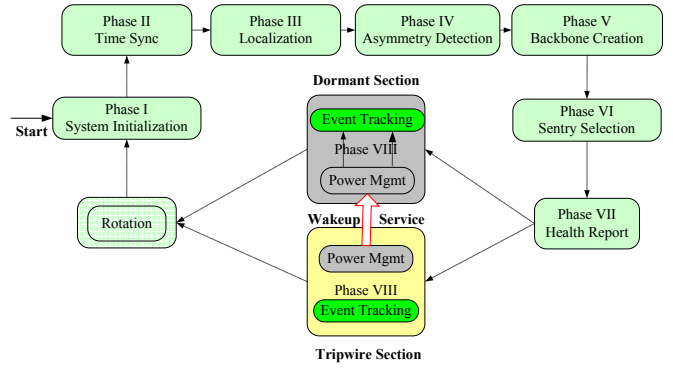 Phase II
Time Sync
Phase III
Localization
Phase IV
Asymmetry Detection
Phase V
Backbone Creation
Dormant Section
Phase I
System Initialization
Start
Event Tracking
Phase VIII
Power Mgmt
Phase VI
Sentry Selection
Rotation
Wakeup Service
Phase VII
Health Report
Power Mgmt
Phase VIII
Event Tracking
Tripwire Section